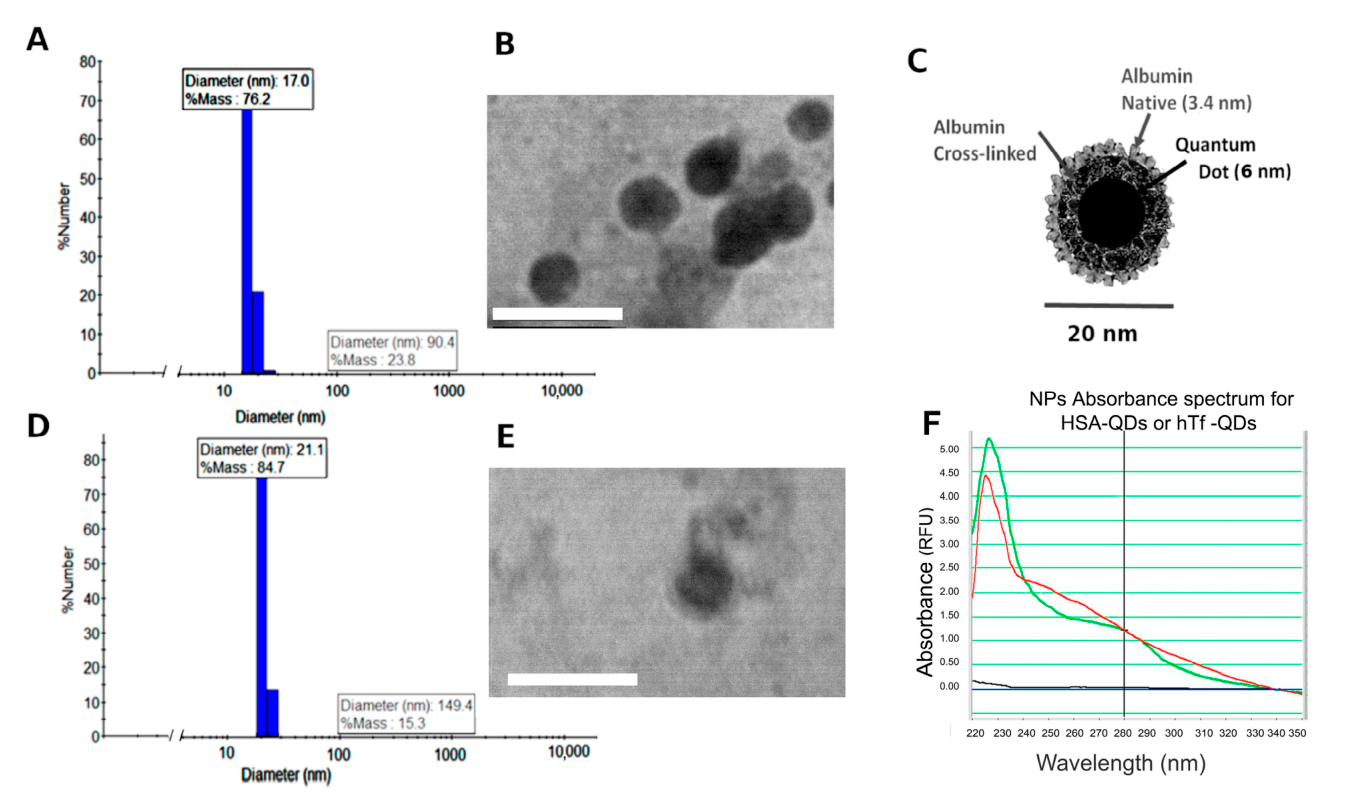 A
80
70
60
50
40
30
20
10
0
%Number
Diameter (nm): 17.0
%Mass : 76.2
Diameter (nm): 90.4
%Mass : 23.8
10
100
1000
10,000
Diameter (nm)
B
C
Albumin
Native (3.4 nm)
Albumin
Cross-linked
Quantum
Dot (6 nm)
20 nm
D
80
70
60
50
40
30
20
10
0
%Number
Diameter (nm): 21.1
%Mass : 84.7
Diameter (nm): 149.4
%Mass : 15.3
10
100
1000
10,000
Diameter (nm)
E
F
NPs Absorbance spectrum for
HSA-QDs or hTf -QDs
5.00
4.50
4.00
3.50
3.00
2.50
2.00
1.50
1.00
0.50
0.00
Absorbance (RFU)
220 230 240 250 260 270 280 290 300 310 320 330 340 350
Wavelength (nm)